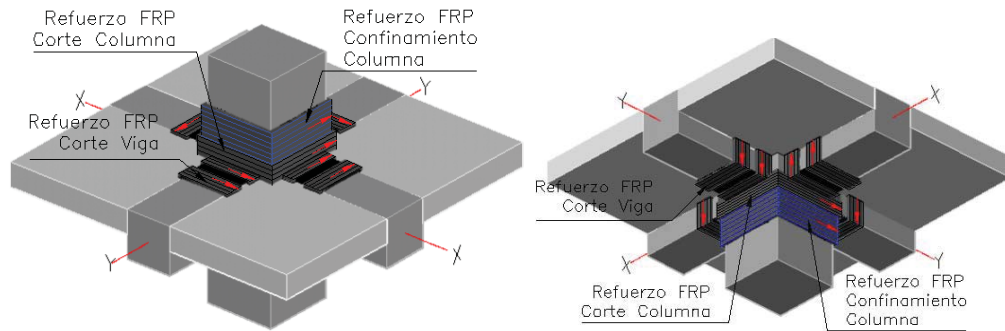 Refuerzo FRP
Corte Columna
Refuerzo FRP
Confinamiento
Columna
X
Y
Refuerzo FRP
Corte Viga
Y
X
Y
X
Refuerzo FRP
Corte Viga
X
Y
Refuerzo FRP
Corte Columna
Refuerzo FRP
Confinamiento
Columna